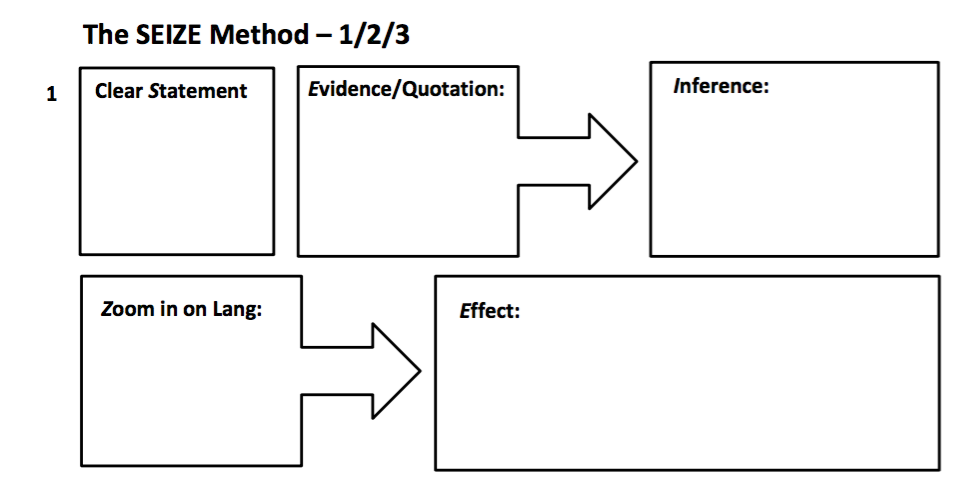 The SEIZE Method – 1/2/3
1
Clear Statement
Evidence/Quotation:
Inference:
Zoom in on Lang:
Effect: